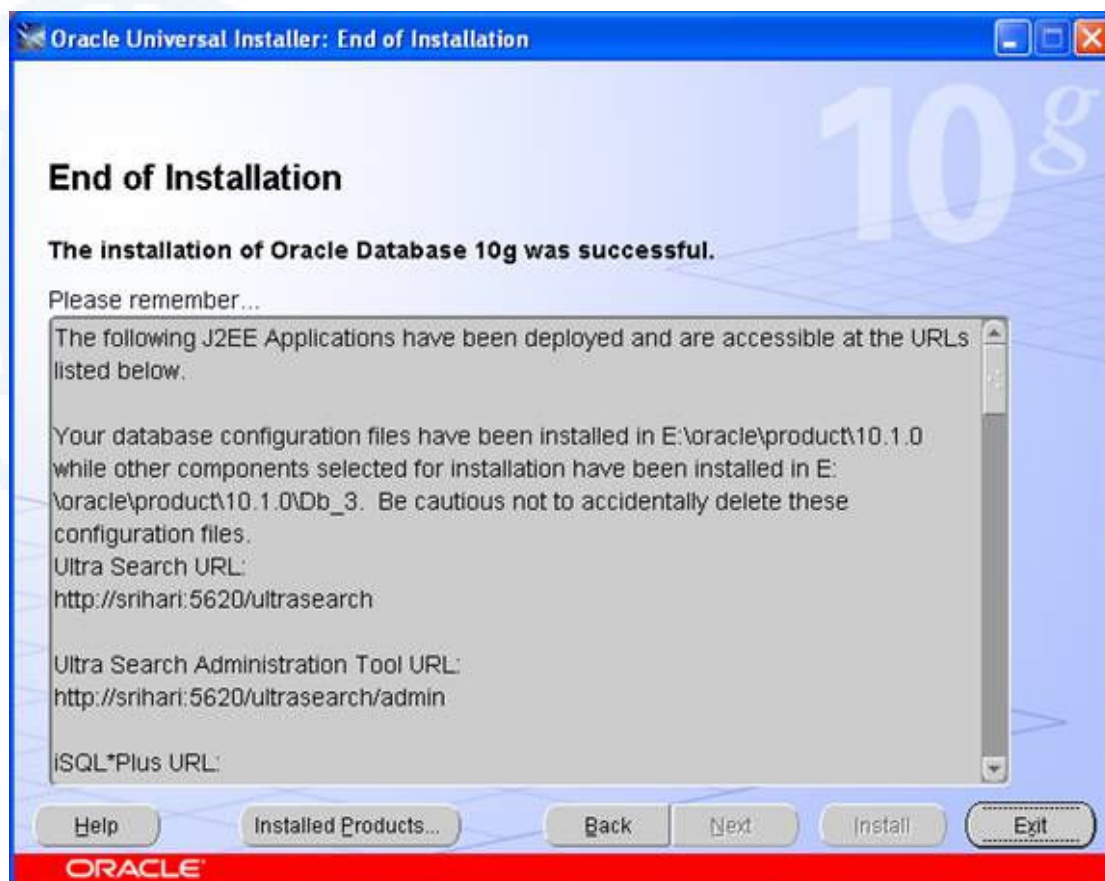 Oracle Universal Installer: End of Installation
10g
End of Installation
The installation of Oracle Database 10g was successful.
Please remember...
The following J2EE Applications have been deployed and are accessible at the URLs
listed below.
Your database configuration files have been installed in E:\oracle\product\10.1.0
while other components selected for installation have been installed in E:
\oracle\product\10.1.0\Db_3.  Be cautious not to accidentally delete these
configuration files.
Ultra Search URL:
http://srihari:5620/ultrasearch
Ultra Search Administration Tool URL:
http://srihari:5620/ultrasearch/admin
iSQL*Plus URL:
Help Installed Products... Back Next Install Exit
ORACLE